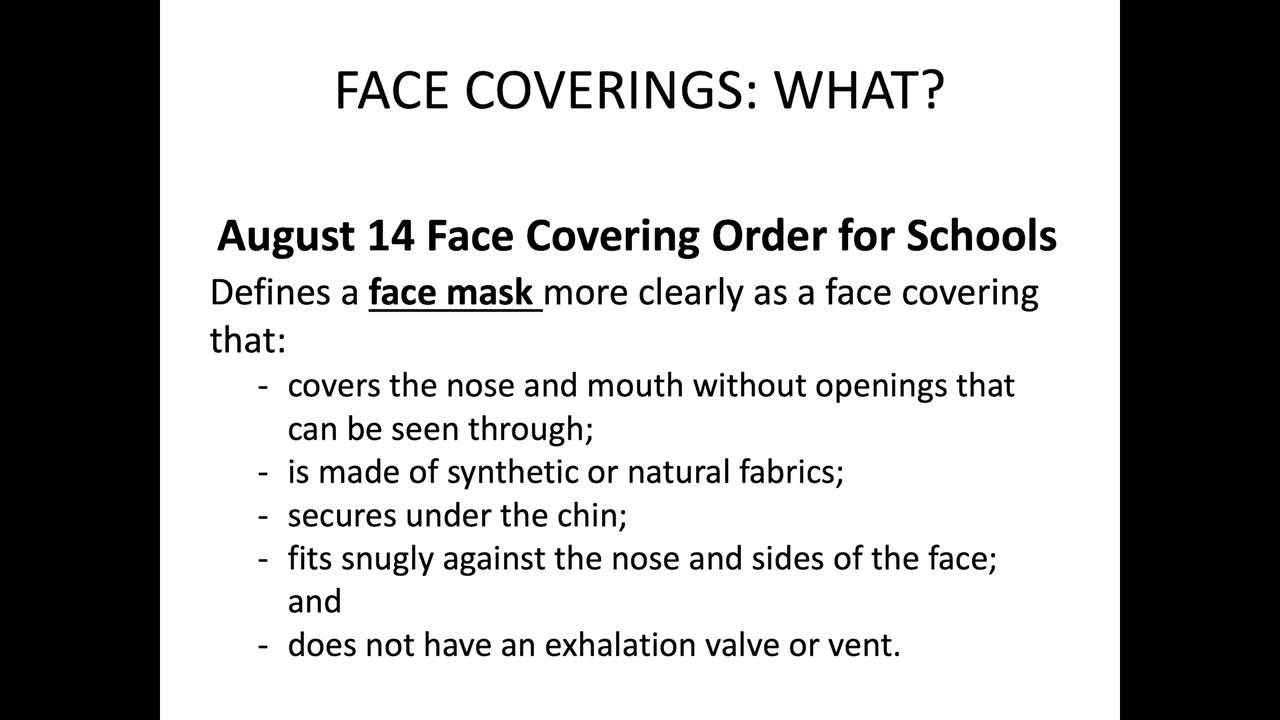 FACE COVERINGS: WHAT?
August 14 Face Covering Order for Schools
Defines a face mask more clearly as a face covering
that:
- covers the nose and mouth without openings that
can be seen through;
- is made of synthetic or natural fabrics;
- secures under the chin;
- fits snugly against the nose and sides of the face;
and
- does not have an exhalation valve or vent.